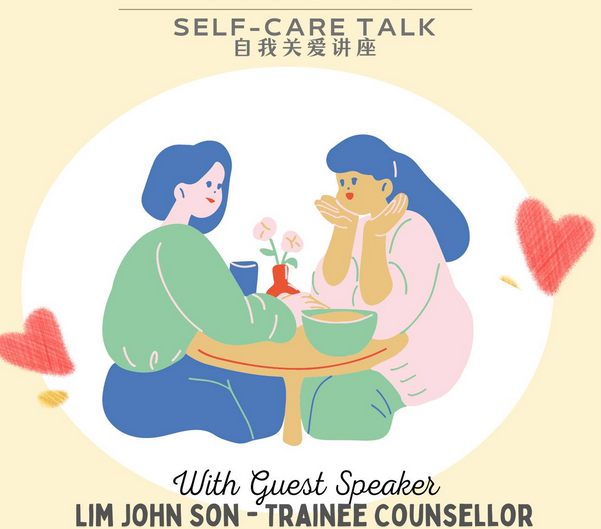 SELF-CARE TALK
自我关爱讲座
With Guest Speaker
LIM JOHN SON - TRAINEE COUNSELLOR